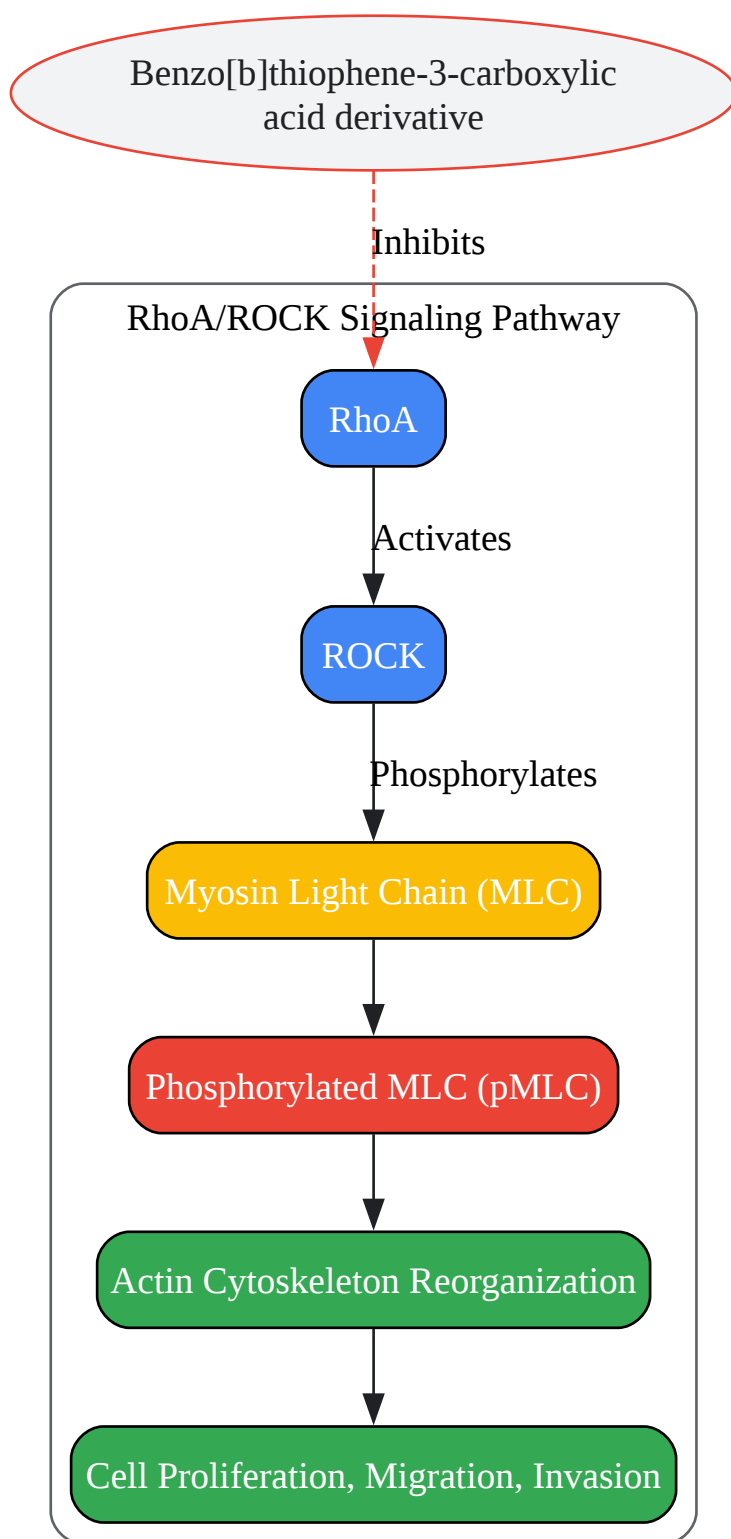 Benzo[b]thiophene-3-carboxylic
acid derivative
Inhibits
RhoA/ROCK Signaling Pathway
RhoA
Activates
ROCK
Phosphorylates
Myosin Light Chain (MLC)
Phosphorylated MLC (pMLC)
Actin Cytoskeleton Reorganization
Cell Proliferation, Migration, Invasion